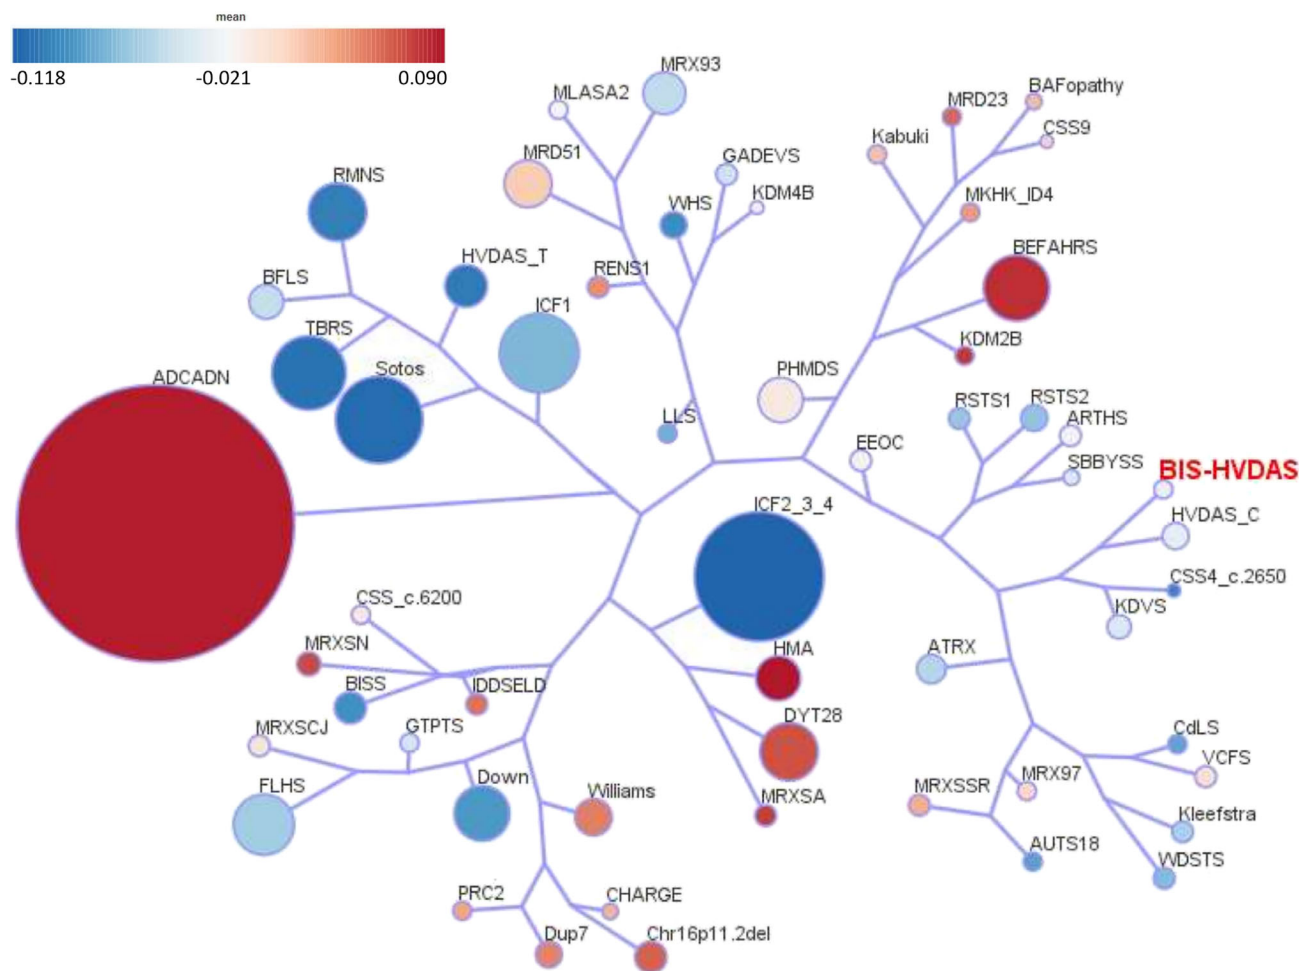 mean
-0.118 -0.021 0.090
MRX93
MLASA2
BAFopathy
MRD23
CSS9
Kabuki
MRD51
GADEVS
RMNS
KDM4B
MKHK_ID4
WHS
BEFAHRS
HVDAS_T
RENS1
BFLS
ICF1
TBRS
KDM2B
Sotos
PHMDS
ADCADN
RSTS1
RSTS2
LLS
ARTHS
EEOC
SBBYSS
BIS-HVDAS
ICF2_3_4
HVDAS_C
CSS4_c.2650
CSS_c.6200
KDVS
MRXSN
HMA
ATRX
BISS
IDDSELD
DYT28
MRXSCJ
GTPTS
CdLS
VCFS
FLHS
Down
Williams
MRXSA
MRXSSR
MRX97
Kleefstra
AUTS18
WDSTS
PRC2
CHARGE
Dup7
Chr16p11.2del